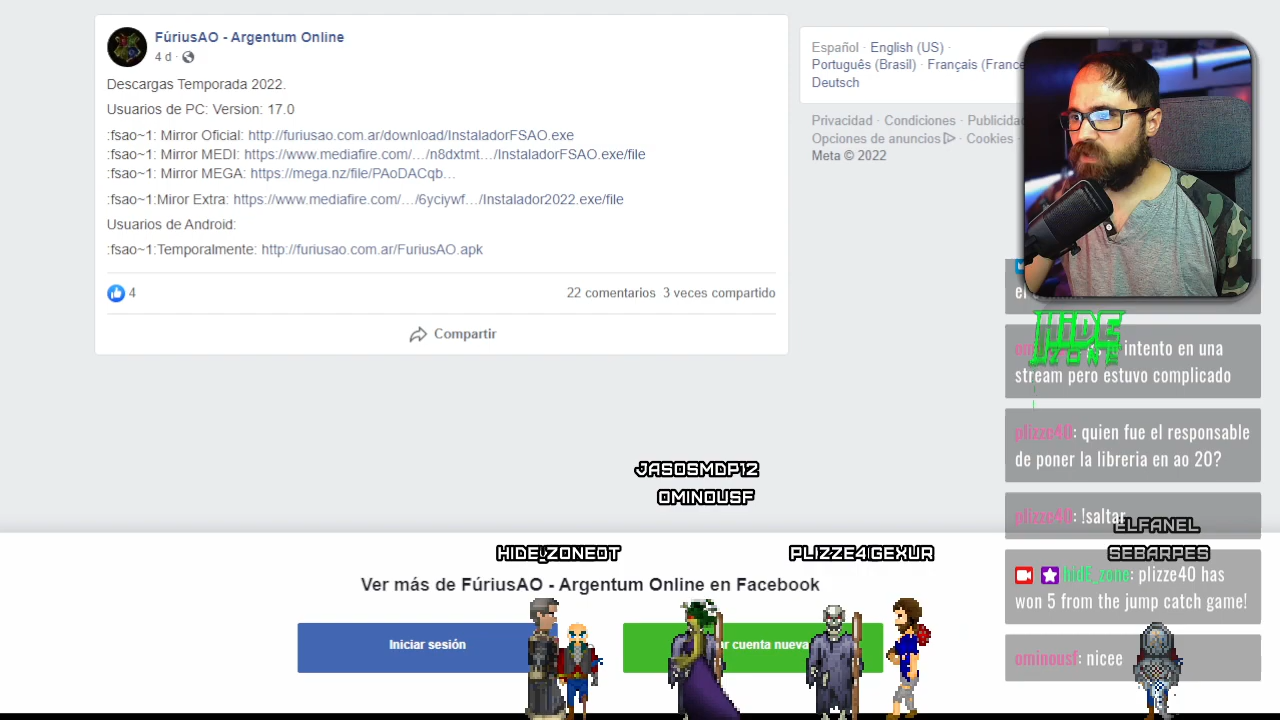 FúriusAO - Argentum Online
4 d ·
Descargas Temporada 2022.
Usuarios de PC: Version: 17.0
:fsao~1: Mirror Oficial: http://furiusao.com.ar/download/InstaladorFSAO.exe
:fsao~1: Mirror MEDI: https://www.mediafire.com/…/n8dxtmt…/InstaladorFSAO.exe/file
:fsao~1: Mirror MEGA: https://mega.nz/file/PAoDACqb…
:fsao~1:Miror Extra: https://www.mediafire.com/…/6yciywf…/Instalador2022.exe/file
Usuarios de Android:
:fsao~1:Temporalmente: http://furiusao.com.ar/FuriusAO.apk
4
22 comentarios 3 veces compartido
Compartir
Español · English (US) ·
Português (Brasil) · Français (France
Deutsch
Privacidad · Condiciones · Publicida
Opciones de anuncios · Cookies ·
Meta © 2022
el
HidE
ZONE
intento en una
stream pero estuvo complicado
plizze40: quien fue el responsable
de poner la libreria en ao 20?
plizze40: !saltar
HidE_zone: plizze40 has
won 5 from the jump catch game!
ominousf: nicee
JASOSMDP12
OMINOUSF
ELFANEL
SEBARPES
PLIZZE4
GEXUR
Ver más de FúriusAO - Argentum Online en Facebook
Iniciar sesión
cuenta nueva